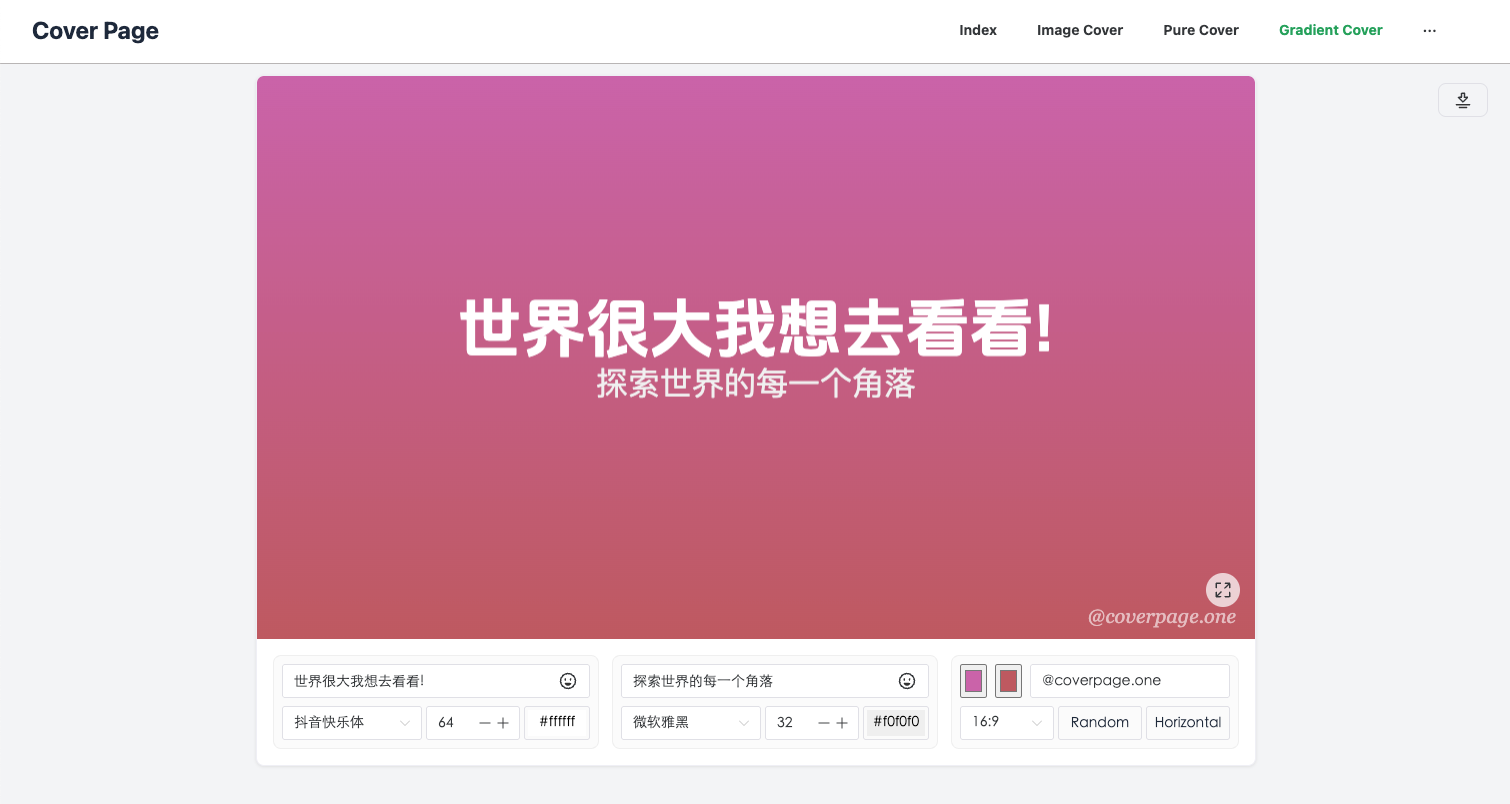 Cover Page
Index
Image Cover
Pure Cover
Gradient Cover
···
世界很大我想去看看!
探索世界的每一个角落
@coverpage.one
世界很大我想去看看!
探索世界的每一个角落
@coverpage.one
抖音快乐体
64
#ffffff
微软雅黑
32
#f0f0f0
16:9
Random
Horizontal